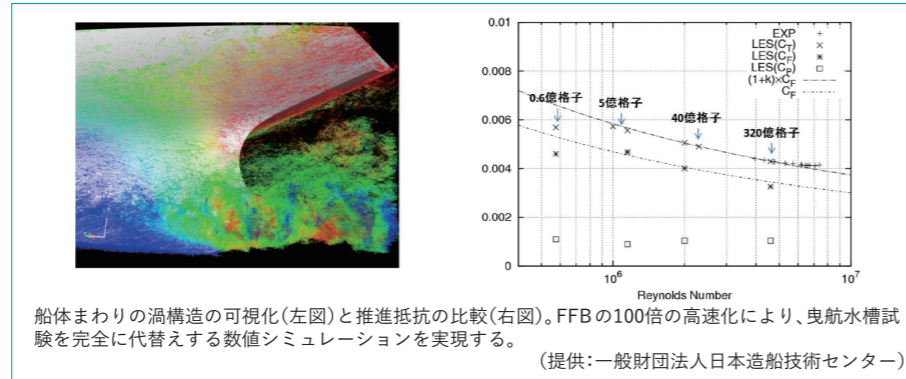 0.01
0.008
0.006
0.004
0.002
0
EXP
LES(C_T)
LES(C_F)
LES(C_P)
(1+k)×C_F
C_F
0.6億格子
5億格子
40億格子
320億格子
10^6
10^7
Reynolds Number
船体まわりの渦構造の可視化(左図)と推進抵抗の比較(右図)。FFBの100倍の高速化により、曳航水槽試
験を完全に代替えする数値シミュレーションを実現する。
(提供:一般財団法人日本造船技術センター)